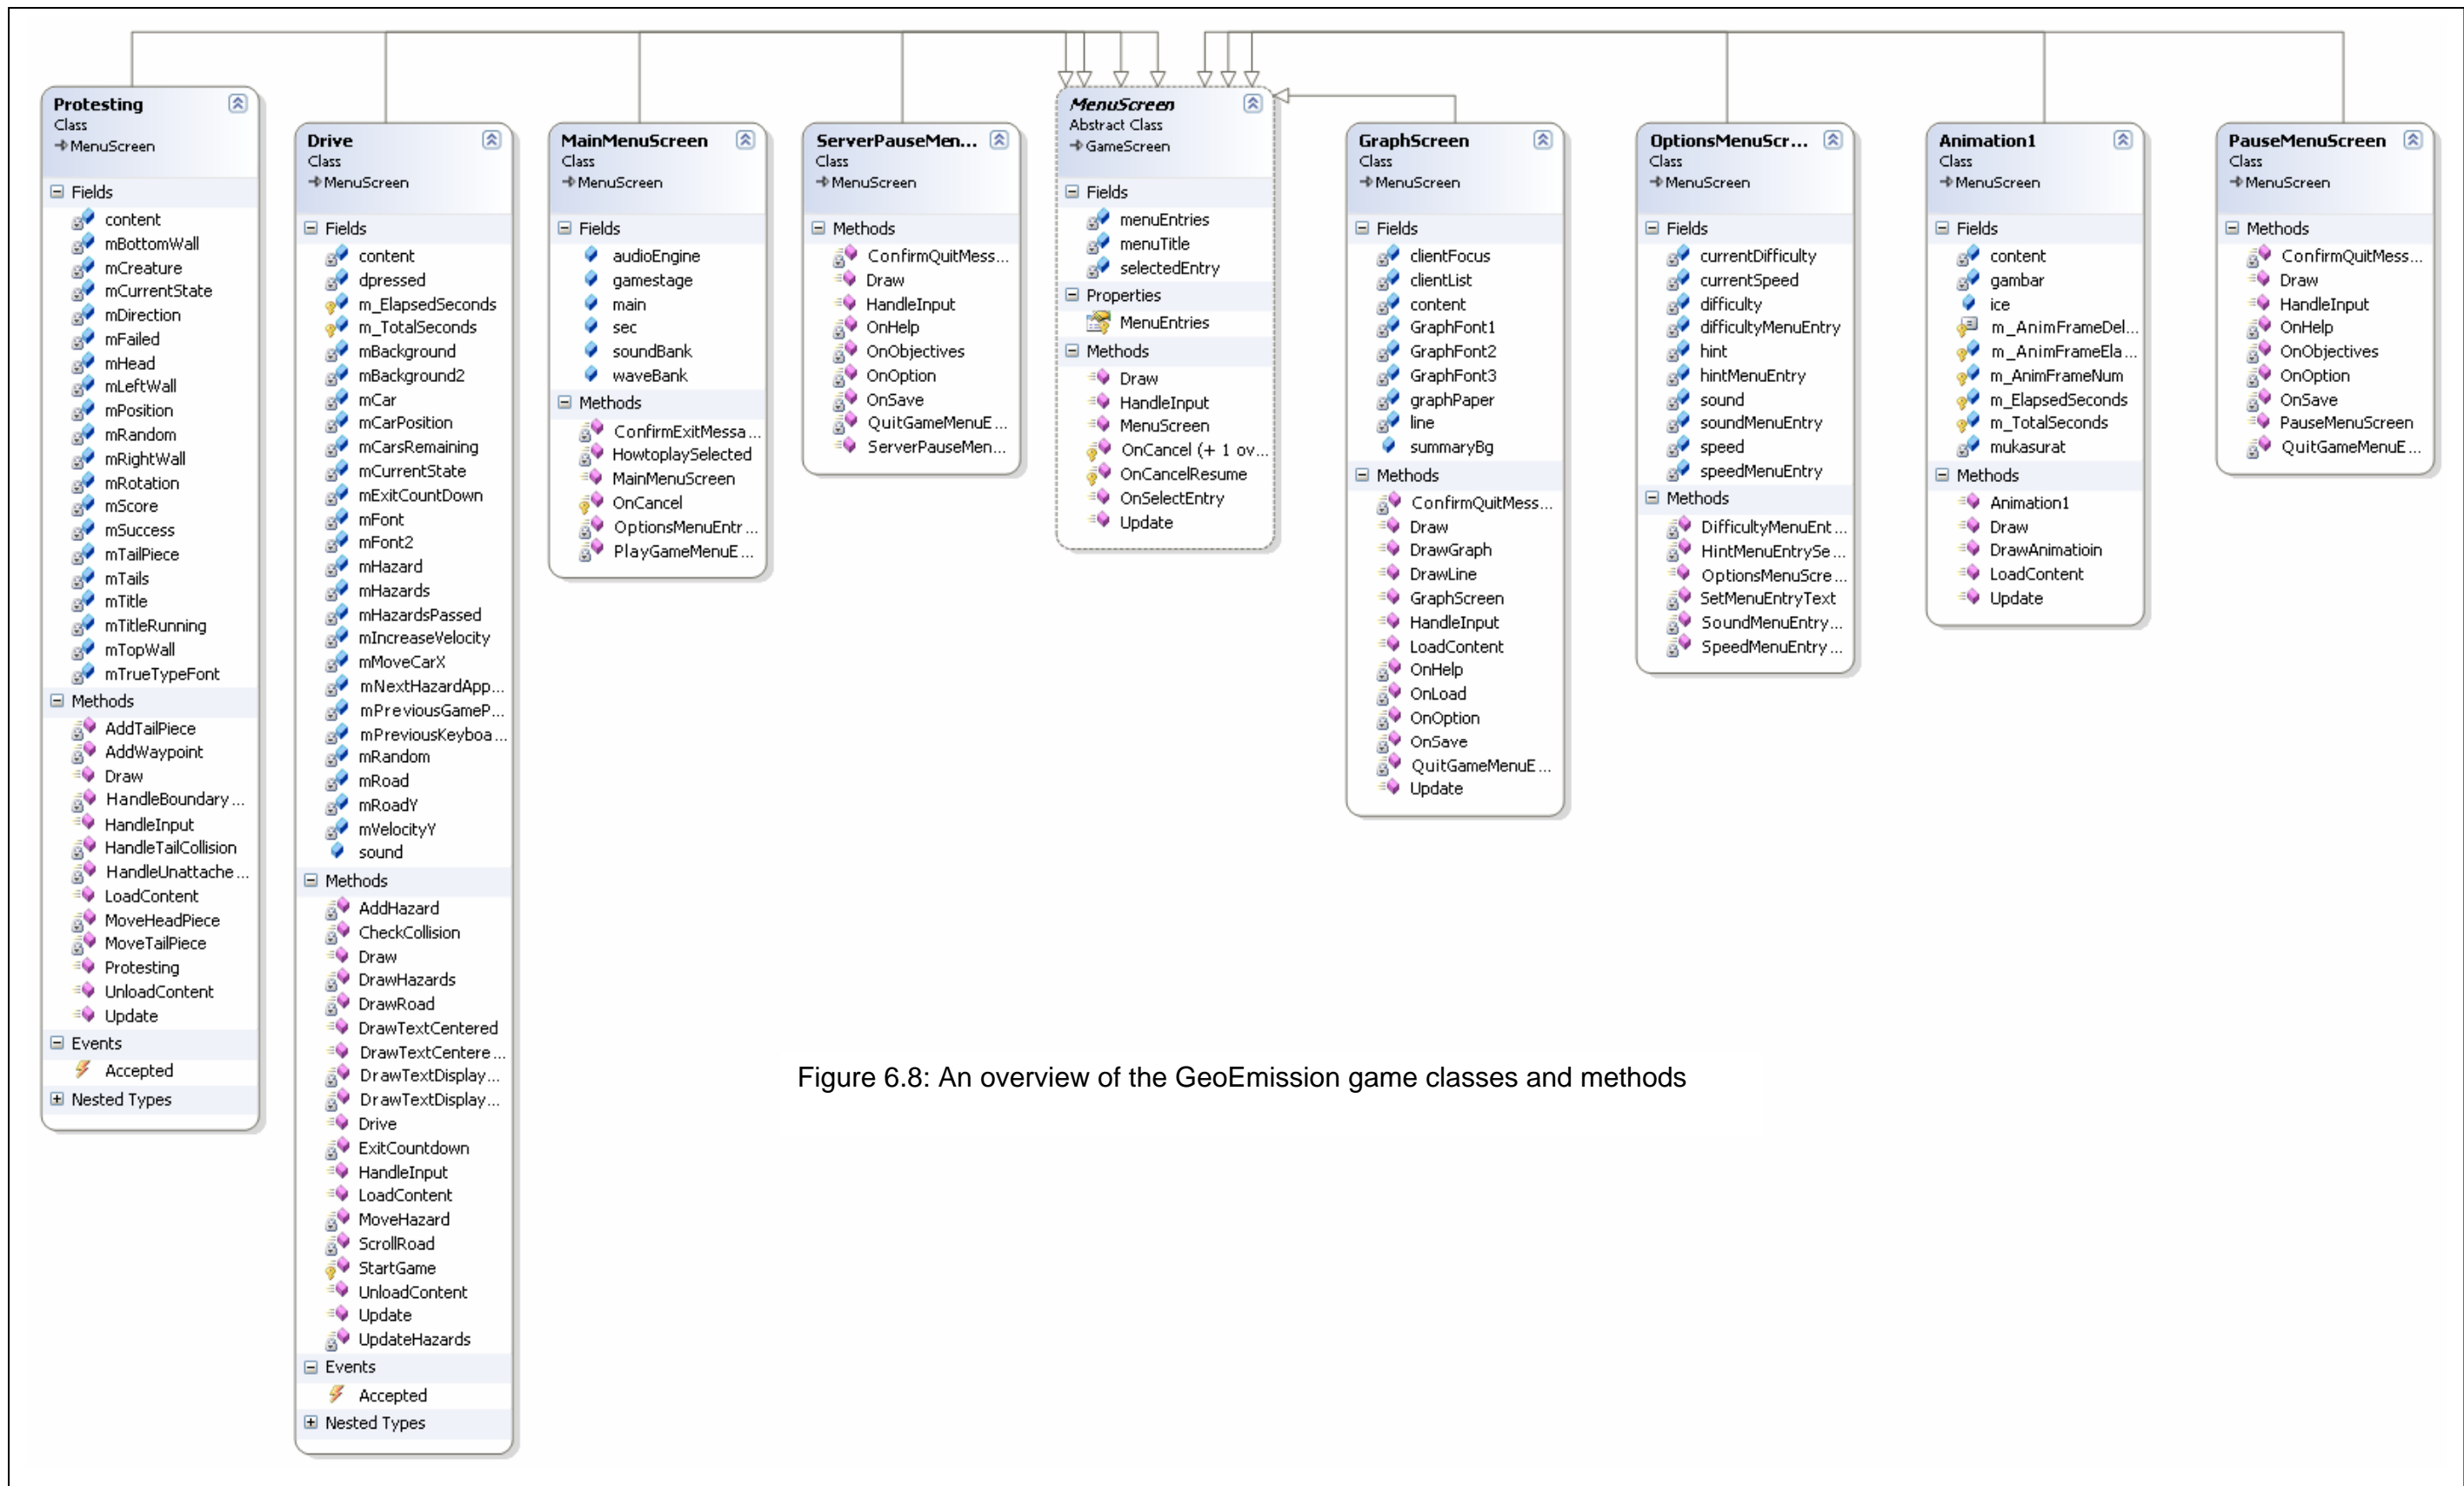 Protesting
Class
MenuScreen
Fields
content
mBottomWall
mCreature
mCurrentState
mDirection
mFailed
mHead
mLeftWall
mPosition
mRandom
mRightWall
mRotation
mScore
mSuccess
mTailPiece
mTails
mTitle
mTitleRunning
mTopWall
mTrueTypeFont
Methods
AddTailPiece
AddWaypoint
Draw
HandleBoundary...
HandleInput
HandleTailCollision
HandleUnattache...
LoadContent
MoveHeadPiece
MoveTailPiece
Protesting
UnloadContent
Update
Events
Accepted
Nested Types
Drive
Class
MenuScreen
Fields
content
dpressed
m_ElapsedSeconds
m_TotalSeconds
mBackground
mBackground2
mCar
mCarPosition
mCarsRemaining
mCurrentState
mExitCountDown
mFont
mFont2
mHazard
mHazards
mHazardsPassed
mIncreaseVelocity
mMoveCarX
mNextHazardApp...
mPreviousGameP...
mPreviousKeyboa...
mRandom
mRoad
mRoadY
mVelocityY
sound
Methods
AddHazard
CheckCollision
Draw
DrawHazards
DrawRoad
DrawTextCentered
DrawTextCentere...
DrawTextDisplay...
DrawTextDisplay...
Drive
ExitCountdown
HandleInput
LoadContent
MoveHazard
ScrollRoad
StartGame
UnloadContent
Update
UpdateHazards
Events
Accepted
Nested Types
MainMenuScreen
Class
MenuScreen
Fields
audioEngine
gamestage
main
sec
soundBank
waveBank
Methods
ConfirmExitMessa...
HowtoplaySelected
MainMenuScreen
OnCancel
OptionsMenuEntr...
PlayGameMenuE...
ServerPauseMen...
Class
MenuScreen
Methods
ConfirmQuitMess...
Draw
HandleInput
OnHelp
OnObjectives
OnOption
OnSave
QuitGameMenuE...
ServerPauseMen...
MenuScreen
Abstract Class
GameScreen
Fields
menuEntries
menuTitle
selectedEntry
Properties
MenuEntries
Methods
Draw
HandleInput
MenuScreen
OnCancel (+ 1 ov...
OnCancelResume
OnSelectEntry
Update
GraphScreen
Class
MenuScreen
Fields
clientFocus
clientList
content
GraphFont1
GraphFont2
GraphFont3
graphPaper
line
summaryBg
Methods
ConfirmQuitMess...
Draw
DrawGraph
DrawLine
GraphScreen
HandleInput
LoadContent
OnHelp
OnLoad
OnOption
OnSave
QuitGameMenuE...
Update
OptionsMenuScr...
Class
MenuScreen
Fields
currentDifficulty
currentSpeed
difficulty
difficultyMenuEntry
hint
hintMenuEntry
sound
soundMenuEntry
speed
speedMenuEntry
Methods
DifficultyMenuEnt...
HintMenuEntrySe...
OptionsMenuScre...
SetMenuEntryText
SoundMenuEntry...
SpeedMenuEntry...
Animation1
Class
MenuScreen
Fields
content
gambar
ice
m_AnimFrameDel...
m_AnimFrameEla...
m_AnimFrameNum
m_ElapsedSeconds
m_TotalSeconds
mukasurat
Methods
Animation1
Draw
DrawAnimatioin
LoadContent
Update
PauseMenuScreen
Class
MenuScreen
Methods
ConfirmQuitMess...
Draw
HandleInput
OnHelp
OnObjectives
OnOption
OnSave
PauseMenuScreen
QuitGameMenuE...
Figure 6.8: An overview of the GeoEmission game classes and methods